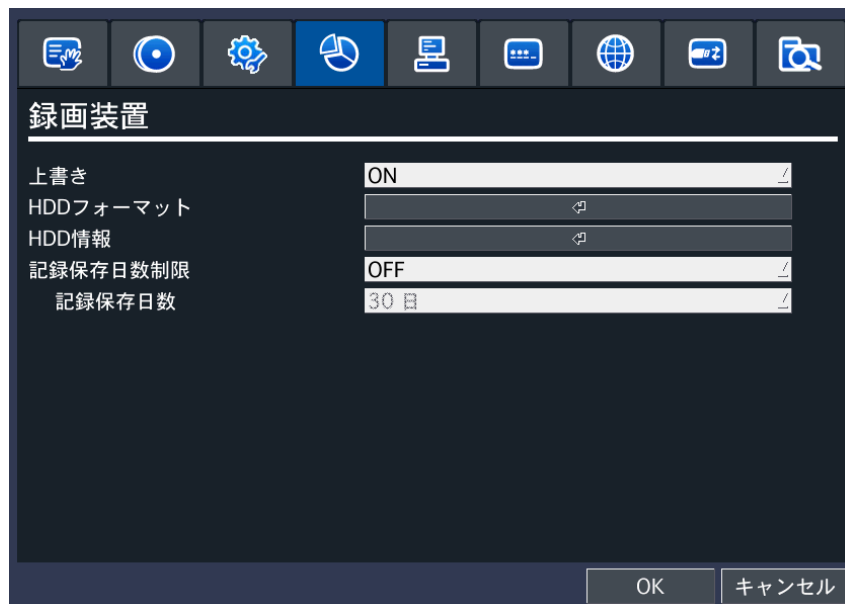 録画装置
上書き ON
HDDフォーマット
HDD情報
記録保存日数制限 OFF
記録保存日数 30 日
OK キャンセル